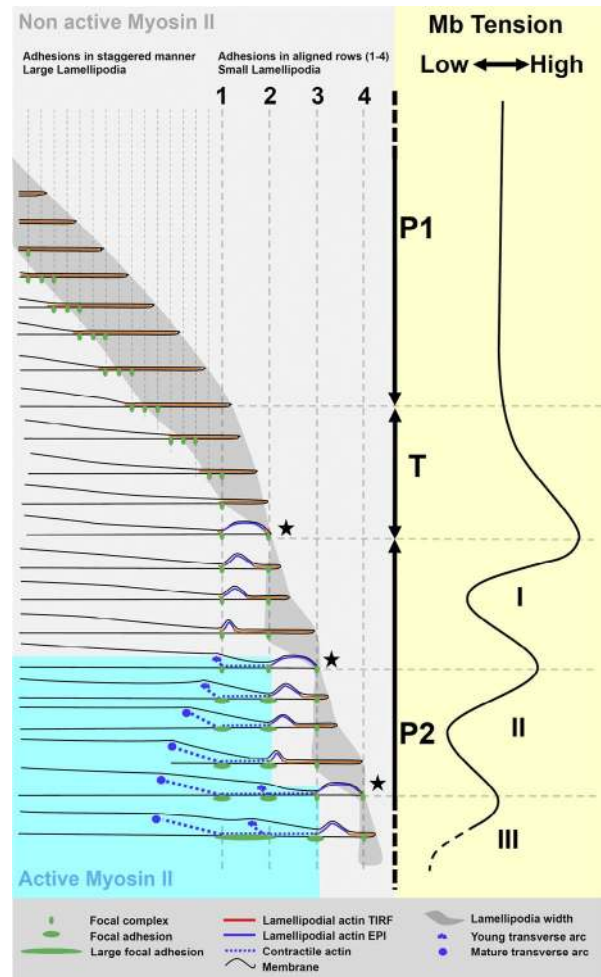 Non active Myosin II
Mb Tension
Low High
Adhesions in staggered manner
Large Lamellipodia
Adhesions in aligned rows (1-4)
Small Lamellipodia
1 2 3 4
P1
T
I
P2
II
III
Active Myosin II
Focal complex
Focal adhesion
Large focal adhesion
Lamellipodial actin TIRF
Lamellipodial actin EPI
Contractile actin
Membrane
Lamellipodia width
Young transverse arc
Mature transverse arc